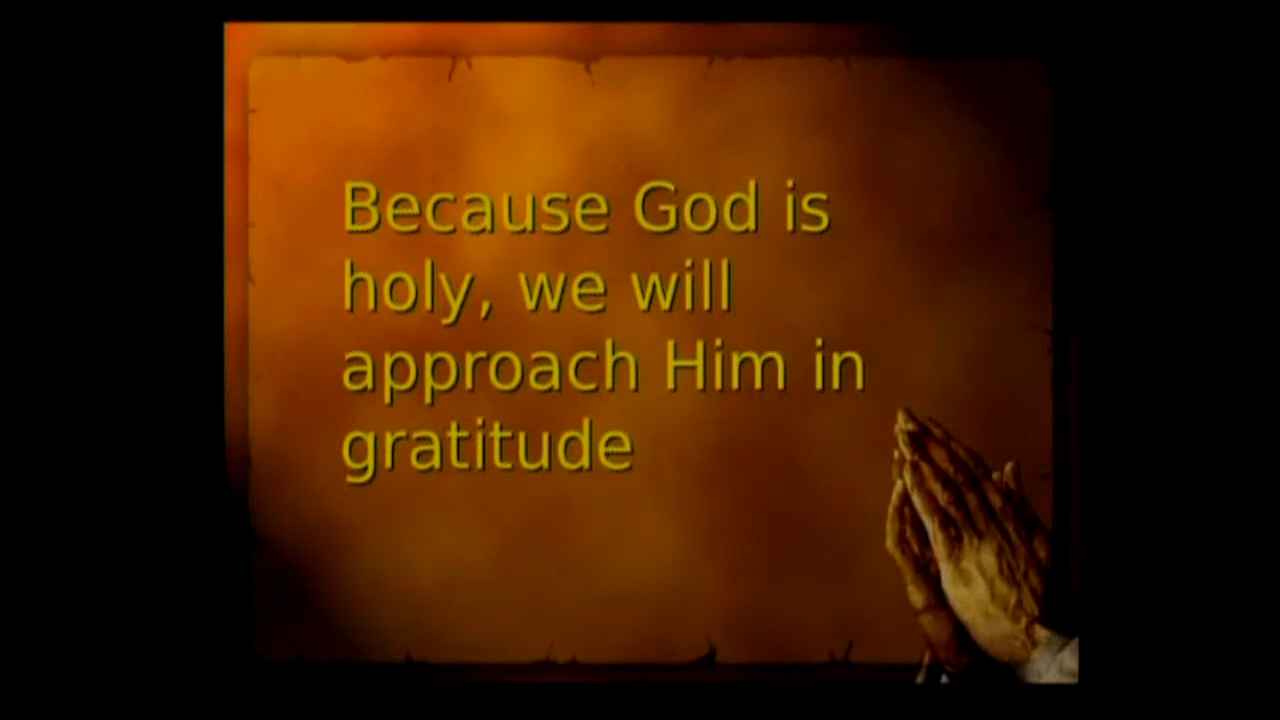 Because God is
holy, we will
approach Him in
gratitude